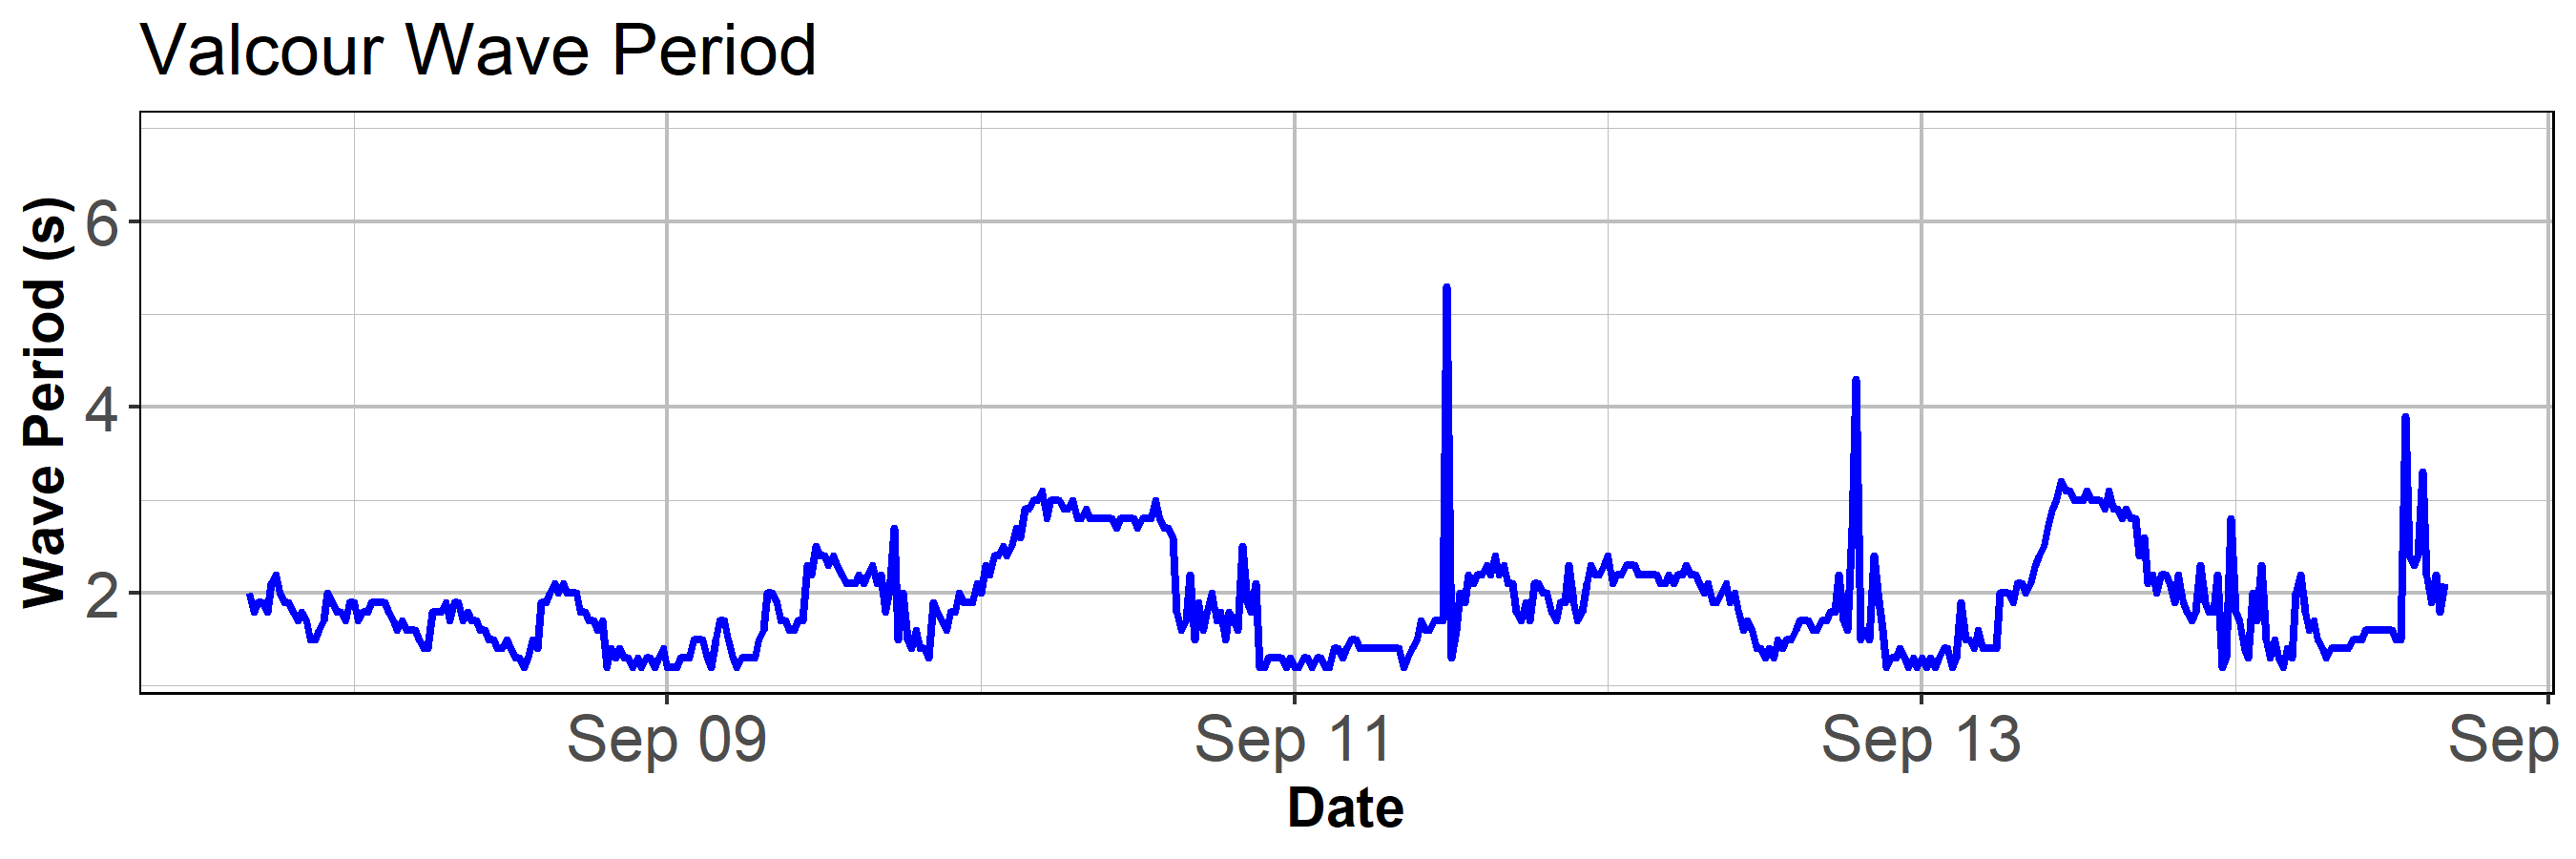 Valcour Wave Period
Wave Period (s)
6
4
2
Sep 09
Sep 11
Sep 13
Sep
Date